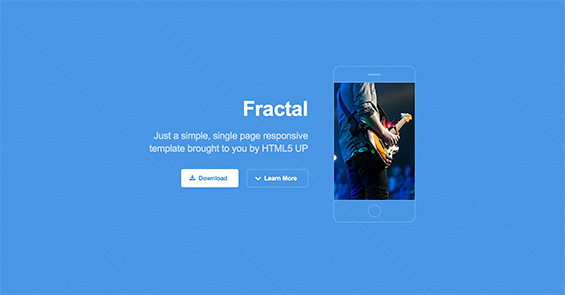 Fractal
Just a simple, single page responsive
template brought to you by HTML5 UP
Download
Learn More